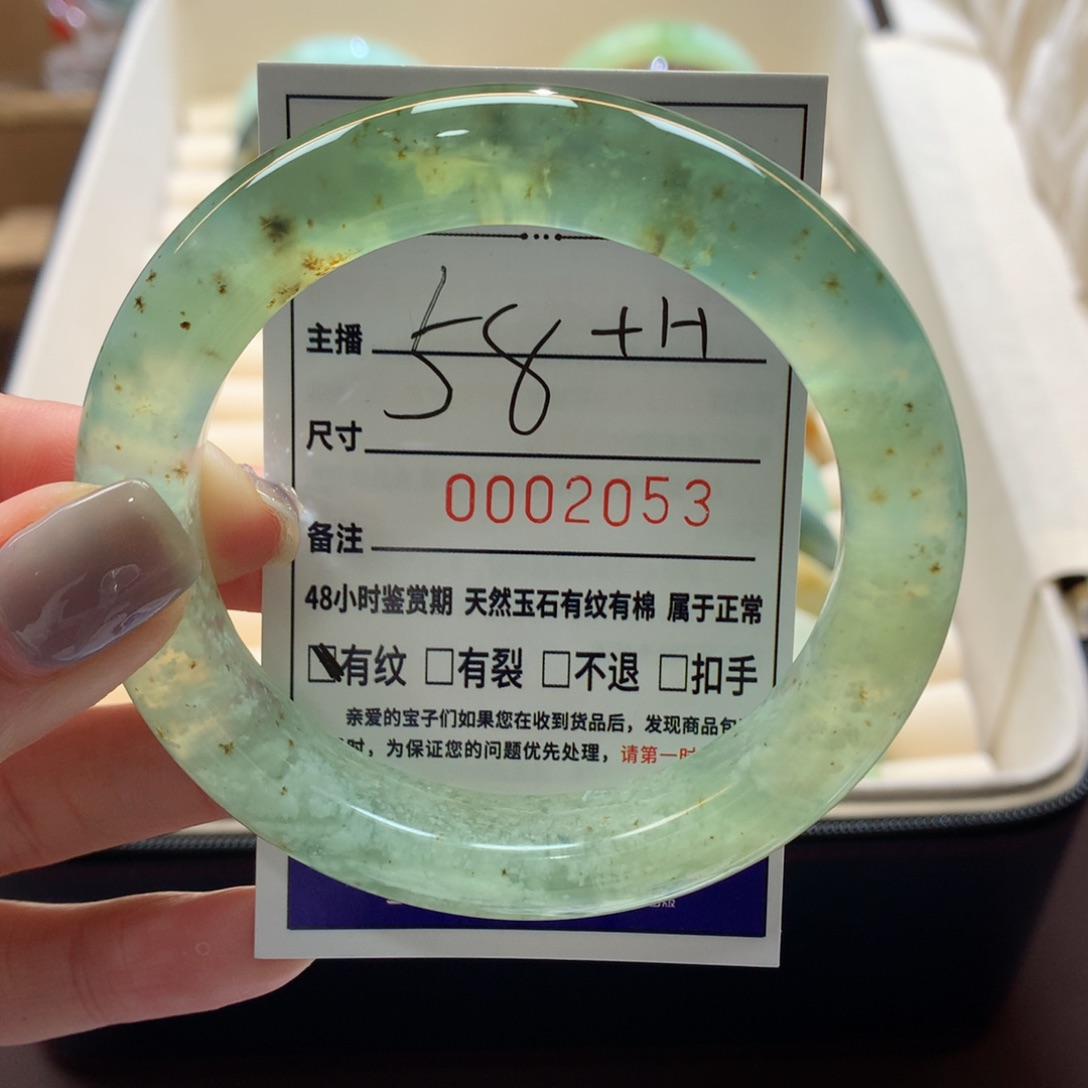 主播 58 +H
尺寸
0002053
备注
48小时鉴赏期 天然玉石有纹有棉 属于正常
☑有纹 □有裂 □不退 □扣手
亲爱的宝子们如果您在收到货品后，发现商品包
时，为保证您的问题优先处理，请第一时